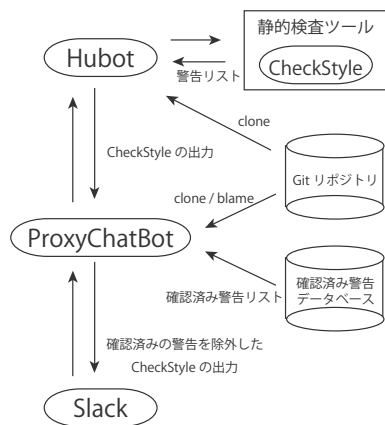 静的検査ツール
Hubot
CheckStyle
警告リスト
clone
CheckStyle の出力
Git リポジトリ
clone / blame
ProxyChatBot
確認済み警告
データベース
確認済み警告リスト
確認済みの警告を除外した
CheckStyle の出力
Slack